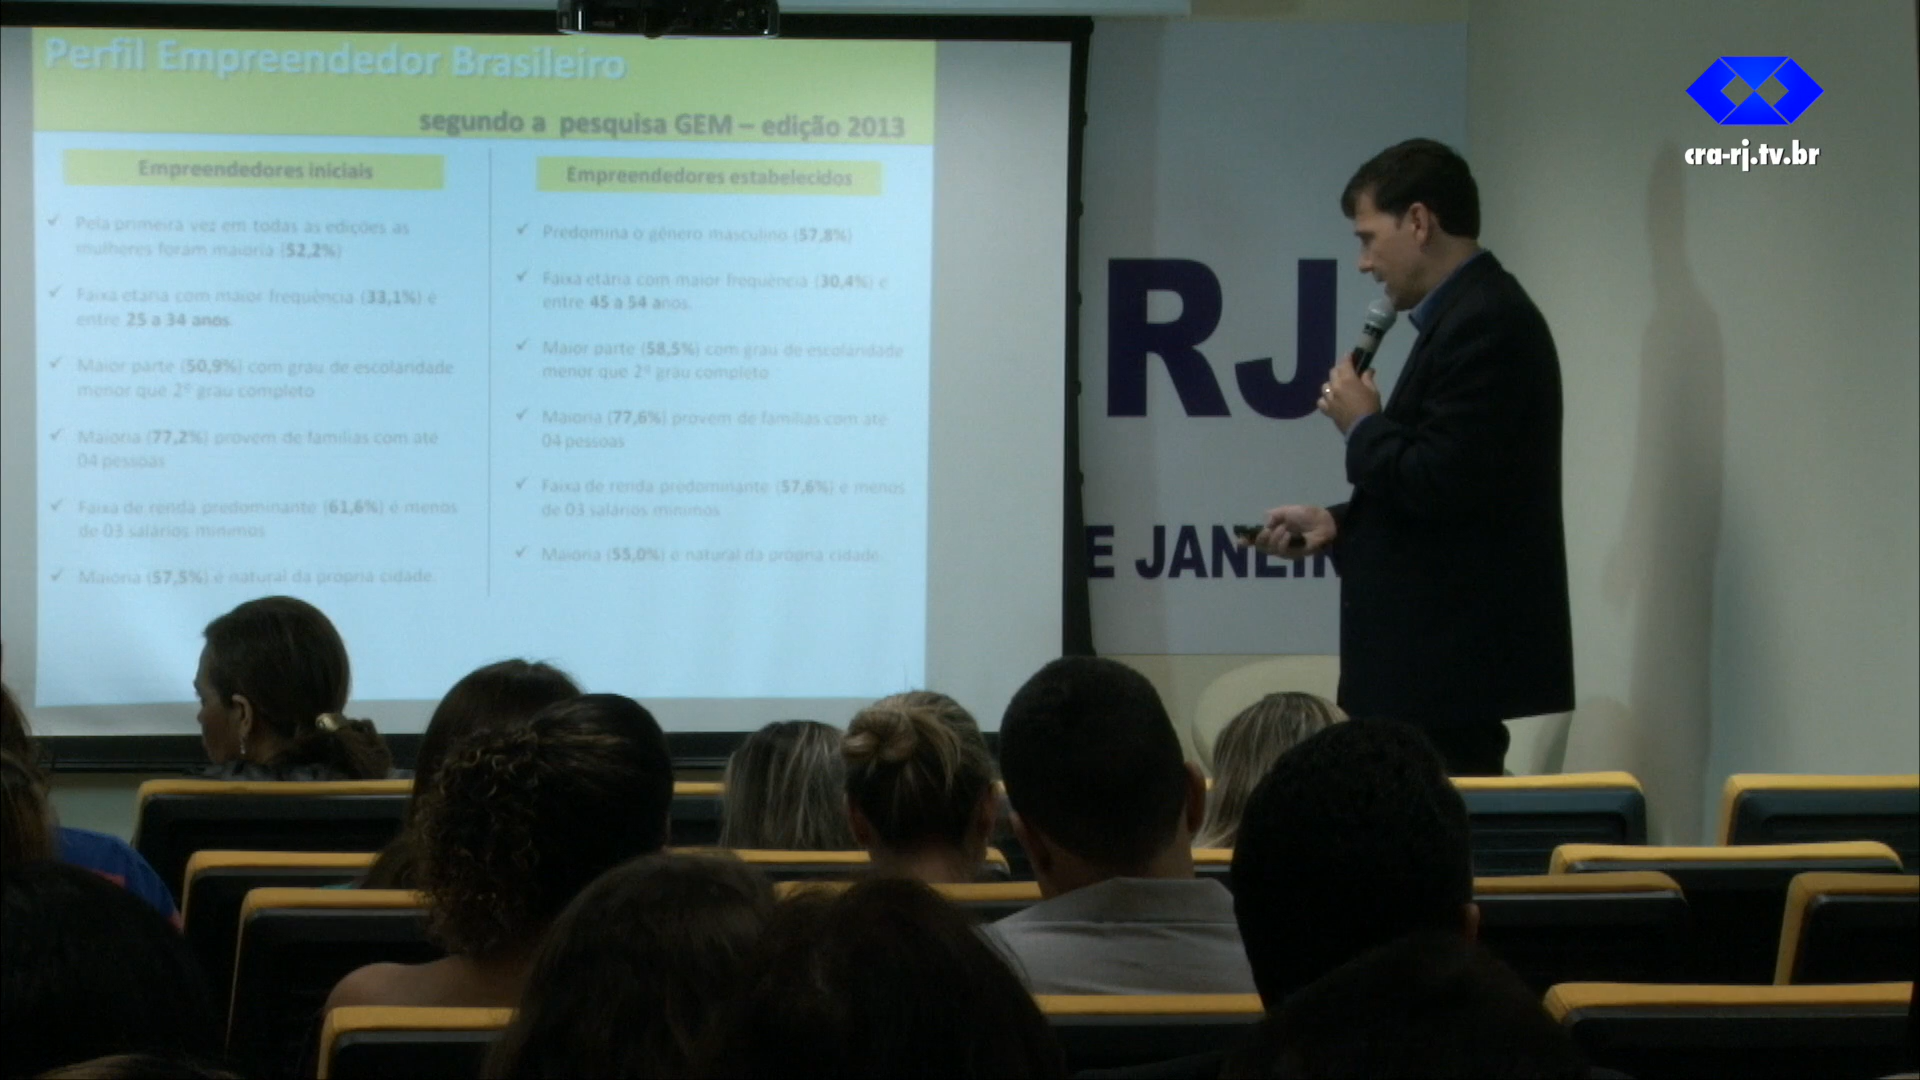 Perfil Empreendedor Brasileiro
segundo a pesquisa GEM – edição 2013
Empreendedores iniciais
✓ Pela primeira vez em todas as edições as
mulheres foram maioria (52,2%)
✓ Faixa etária com maior frequência (33,1%) é
entre 25 a 34 anos.
✓ Maior parte (50,9%) com grau de escolaridade
menor que 2º grau completo
✓ Maioria (77,2%) provem de famílias com até
04 pessoas
✓ Faixa de renda predominante (61,6%) é menos
de 03 salários mínimos
✓ Maioria (57,5%) é natural da própria cidade.
Empreendedores estabelecidos
✓ Predomina o gênero masculino (57,8%)
✓ Faixa etária com maior frequência (30,4%) é
entre 45 a 54 anos.
✓ Maior parte (58,5%) com grau de escolaridade
menor que 2º grau completo
✓ Maioria (77,6%) provem de famílias com até
04 pessoas
✓ Faixa de renda predominante (57,6%) é menos
de 03 salários mínimos
✓ Maioria (55,0%) é natural da própria cidade.
RJ
E JANEIR
cra-rj.tv.br